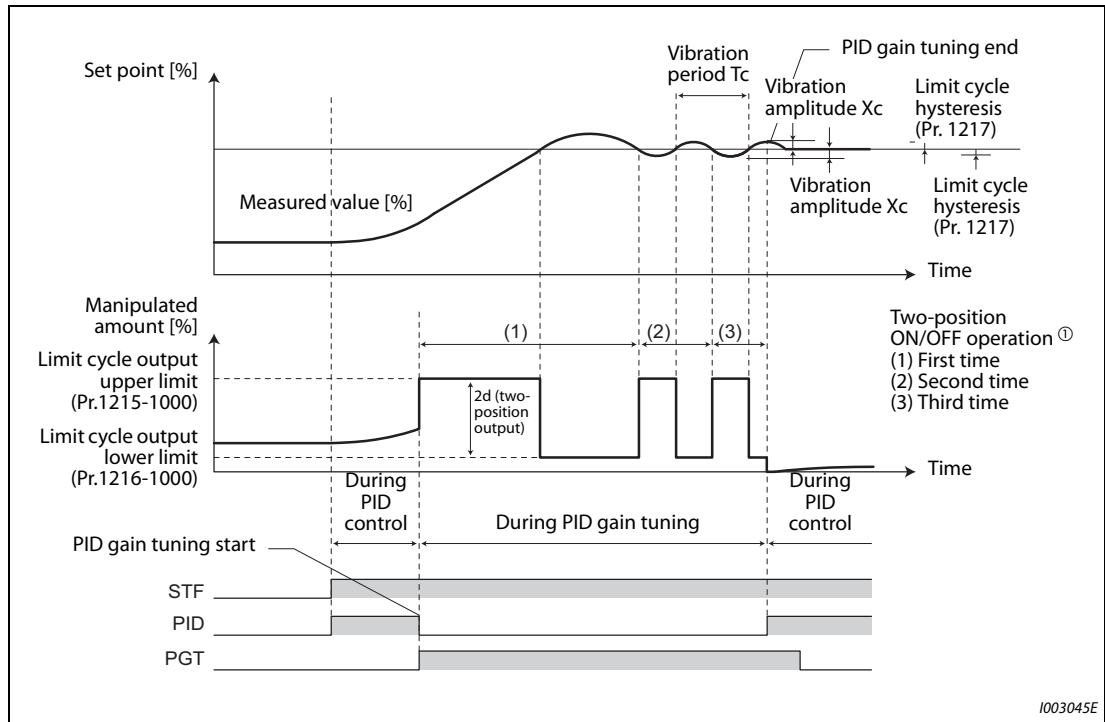 Set point [%]
Vibration
period Tc
PID gain tuning end
Vibration
amplitude Xc
Limit cycle
hysteresis
(Pr. 1217)
Measured value [%]
Vibration
amplitude Xc
Limit cycle
hysteresis
(Pr. 1217)
Time
Manipulated
amount [%]
(1)
(2)
(3)
Two-position
ON/OFF operation ①
(1) First time
(2) Second time
(3) Third time
Limit cycle output
upper limit
(Pr.1215-1000)
2d (two-
position
output)
Limit cycle output
lower limit
(Pr.1216-1000)
Time
During
PID
control
During PID gain tuning
During
PID
control
PID gain tuning start
STF
PID
PGT
I003045E